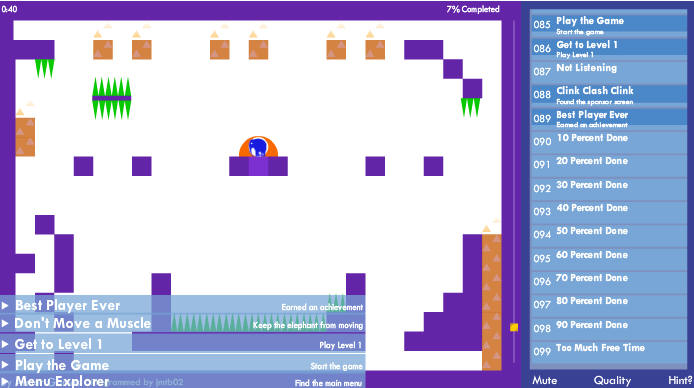 0:40
7% Completed
085 Play the Game
Start the game
086 Get to Level 1
Play Level 1
087 Not Listening
088 Clink Clash Clink
Found the sponsor screen
089 Best Player Ever
Earned an achievement
090 10 Percent Done
091 20 Percent Done
092 30 Percent Done
093 40 Percent Done
094 50 Percent Done
095 60 Percent Done
096 70 Percent Done
097 80 Percent Done
098 90 Percent Done
099 Too Much Free Time
Best Player Ever Earned an achievement
Don't Move a Muscle Keep the elephant from moving
Get to Level 1 Play Level 1
Play the Game Start the game
Menu Explorer Find the main menu
rammed by jmtb02
Mute Quality Hint?